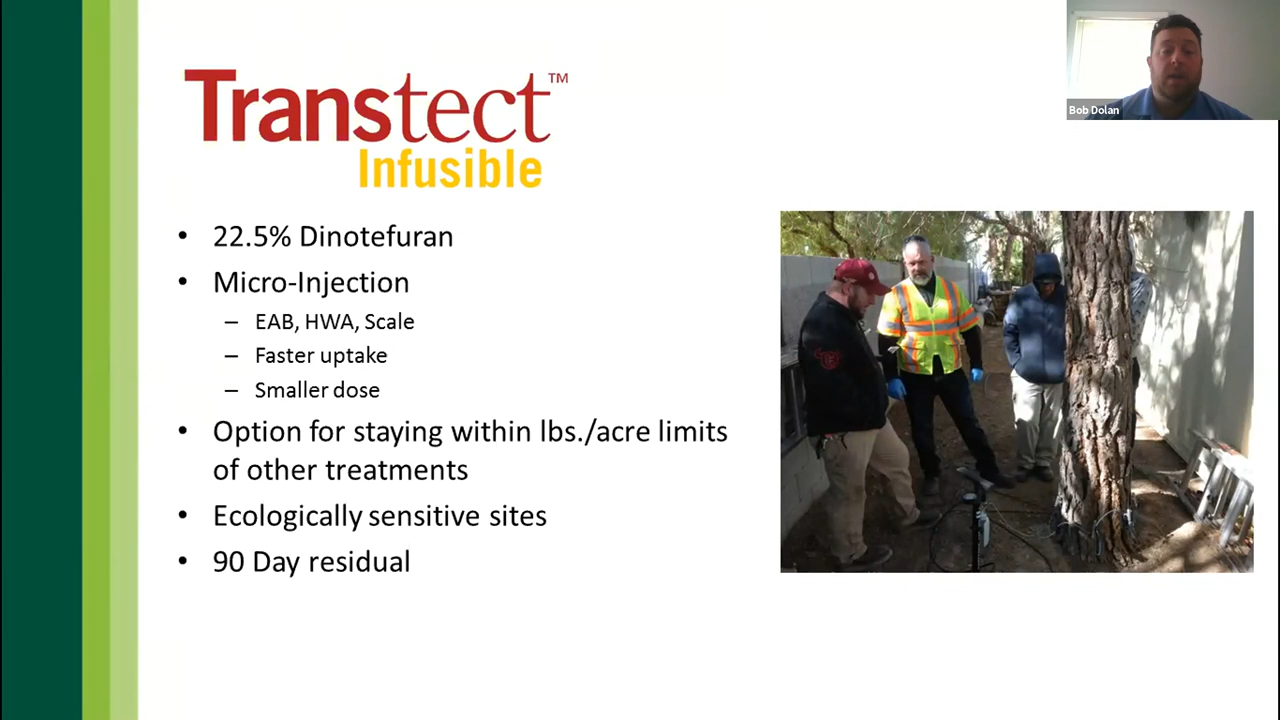 Transtect™
Infusible
• 22.5% Dinotefuran
• Micro-Injection
– EAB, HWA, Scale
– Faster uptake
– Smaller dose
• Option for staying within lbs./acre limits
of other treatments
• Ecologically sensitive sites
• 90 Day residual
Bob Dolan